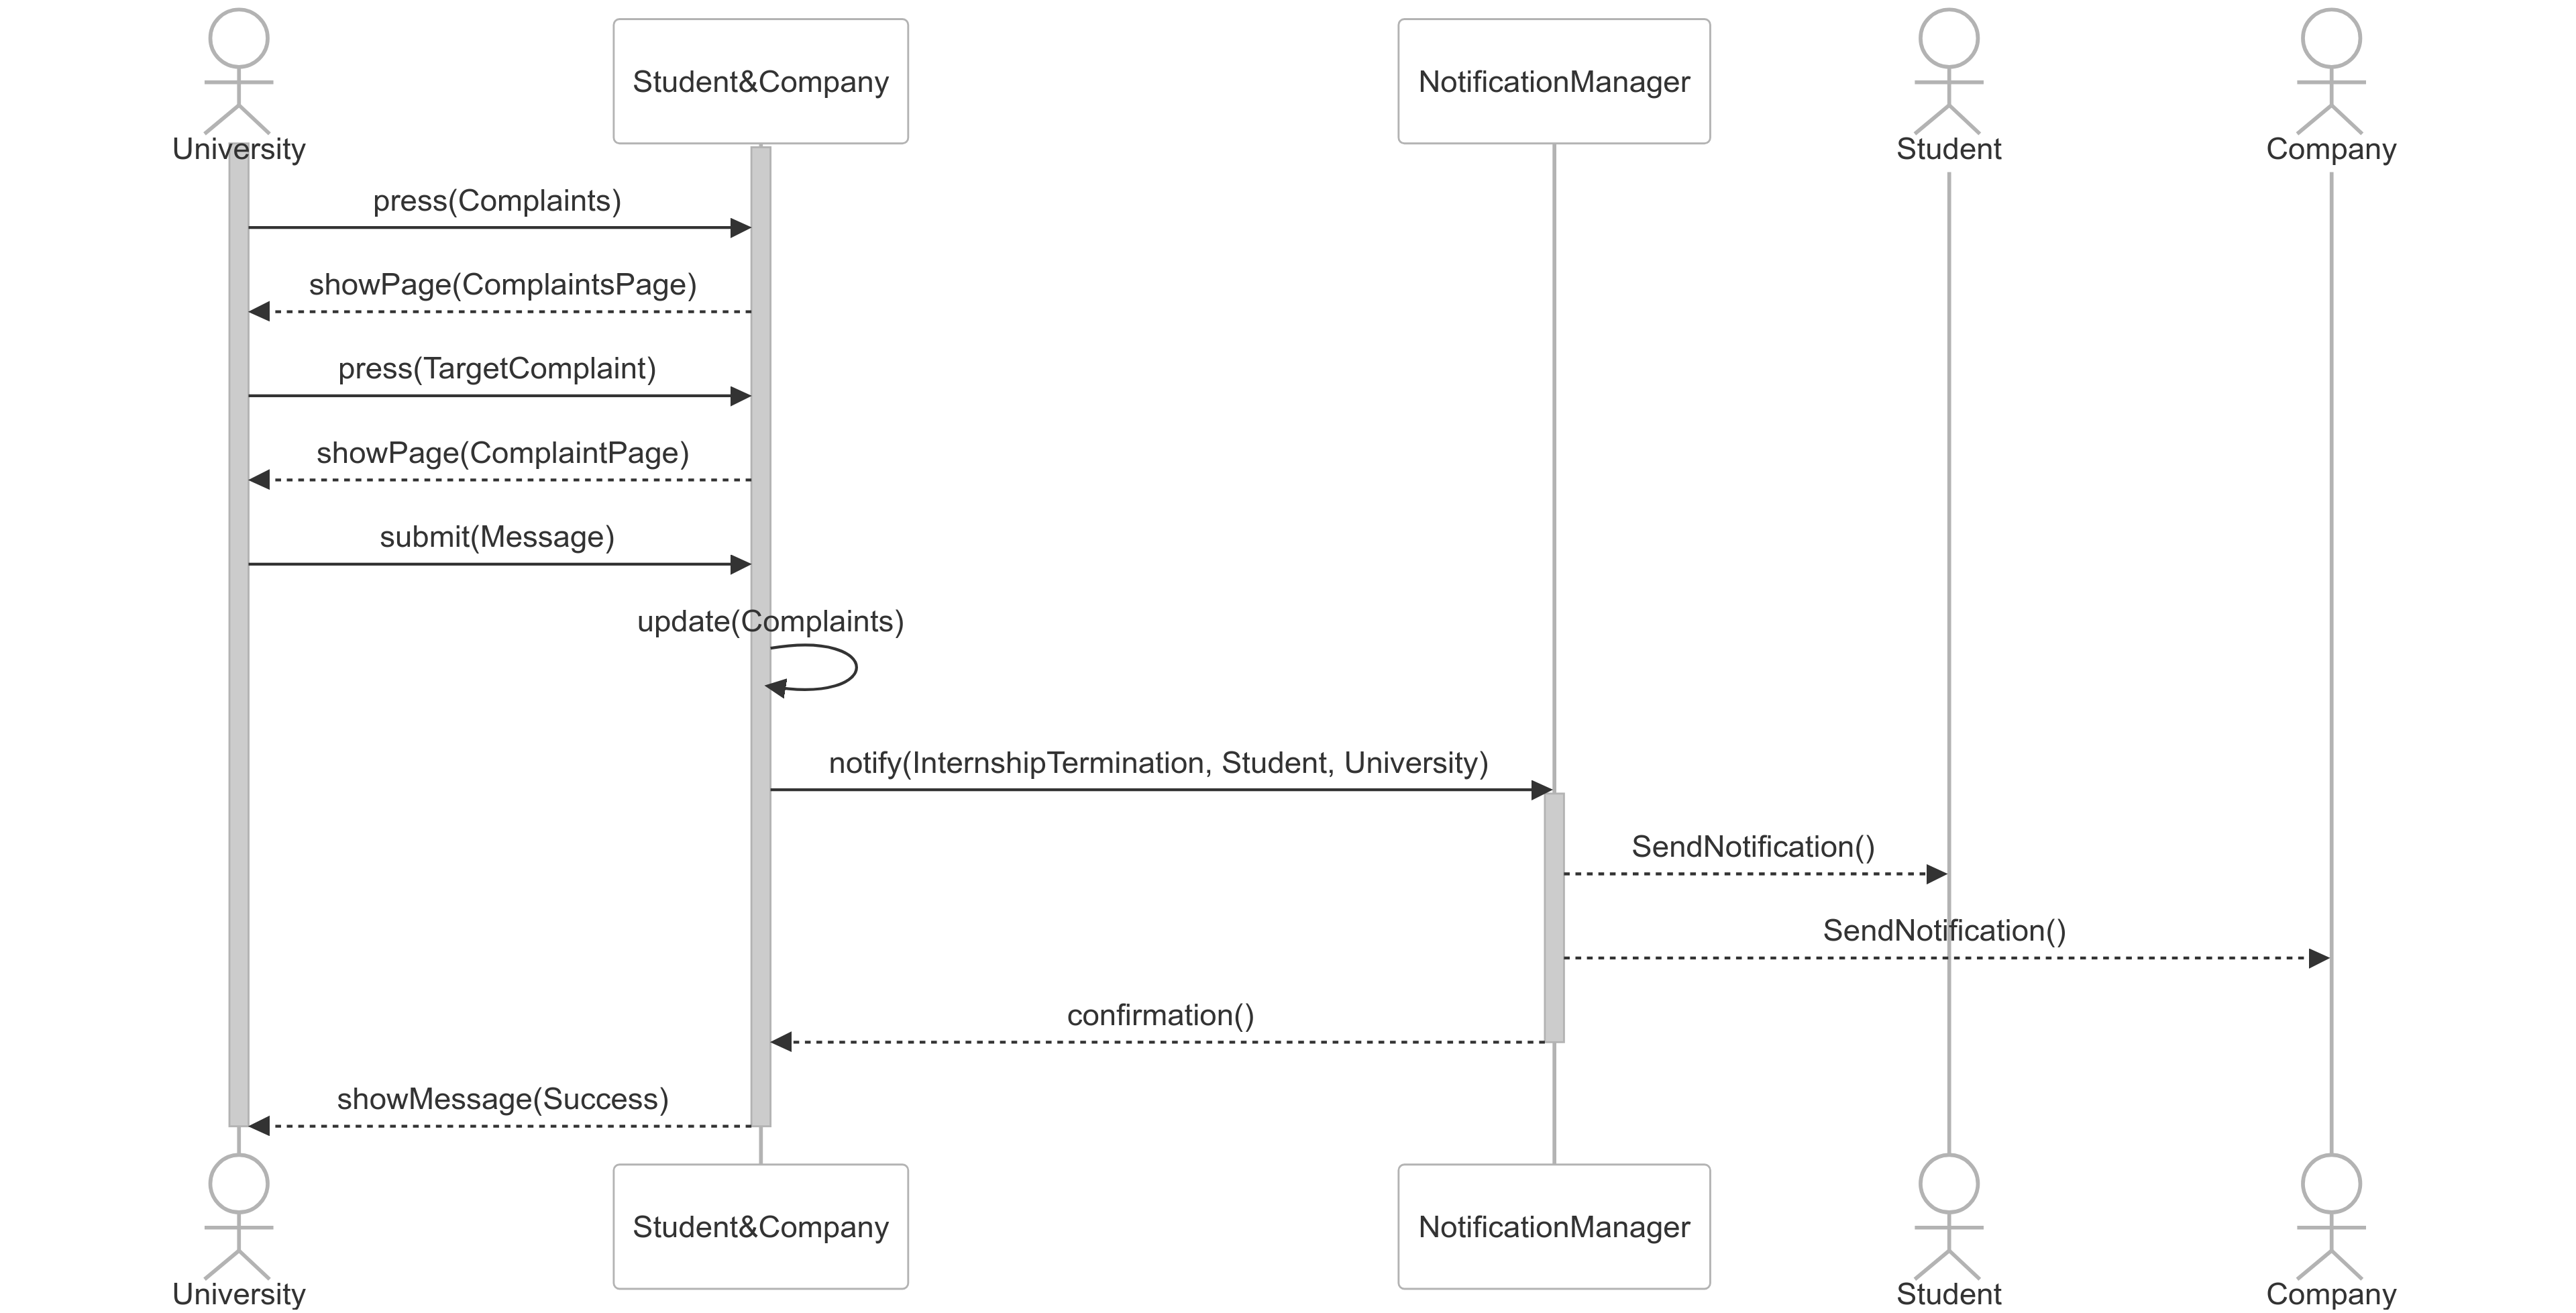 University
Student&Company
NotificationManager
Student
Company
press(Complaints)
showPage(ComplaintsPage)
press(TargetComplaint)
showPage(ComplaintPage)
submit(Message)
update(Complaints)
notify(InternshipTermination, Student, University)
SendNotification()
SendNotification()
confirmation()
showMessage(Success)
University
Student&Company
NotificationManager
Student
Company